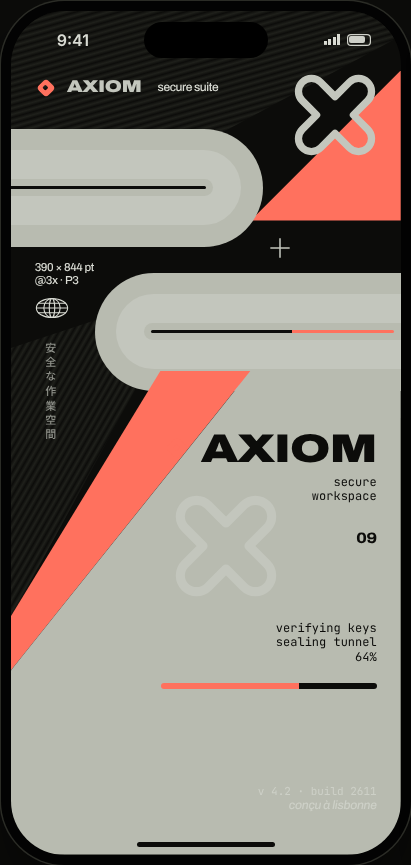 9:41
AXIOM secure suite
390 × 844 pt
@3x · P3
安全な作業空間
AXIOM
secure
workspace
09
verifying keys
sealing tunnel
64%
v 4.2 · build 2611
conçu à lisbonne